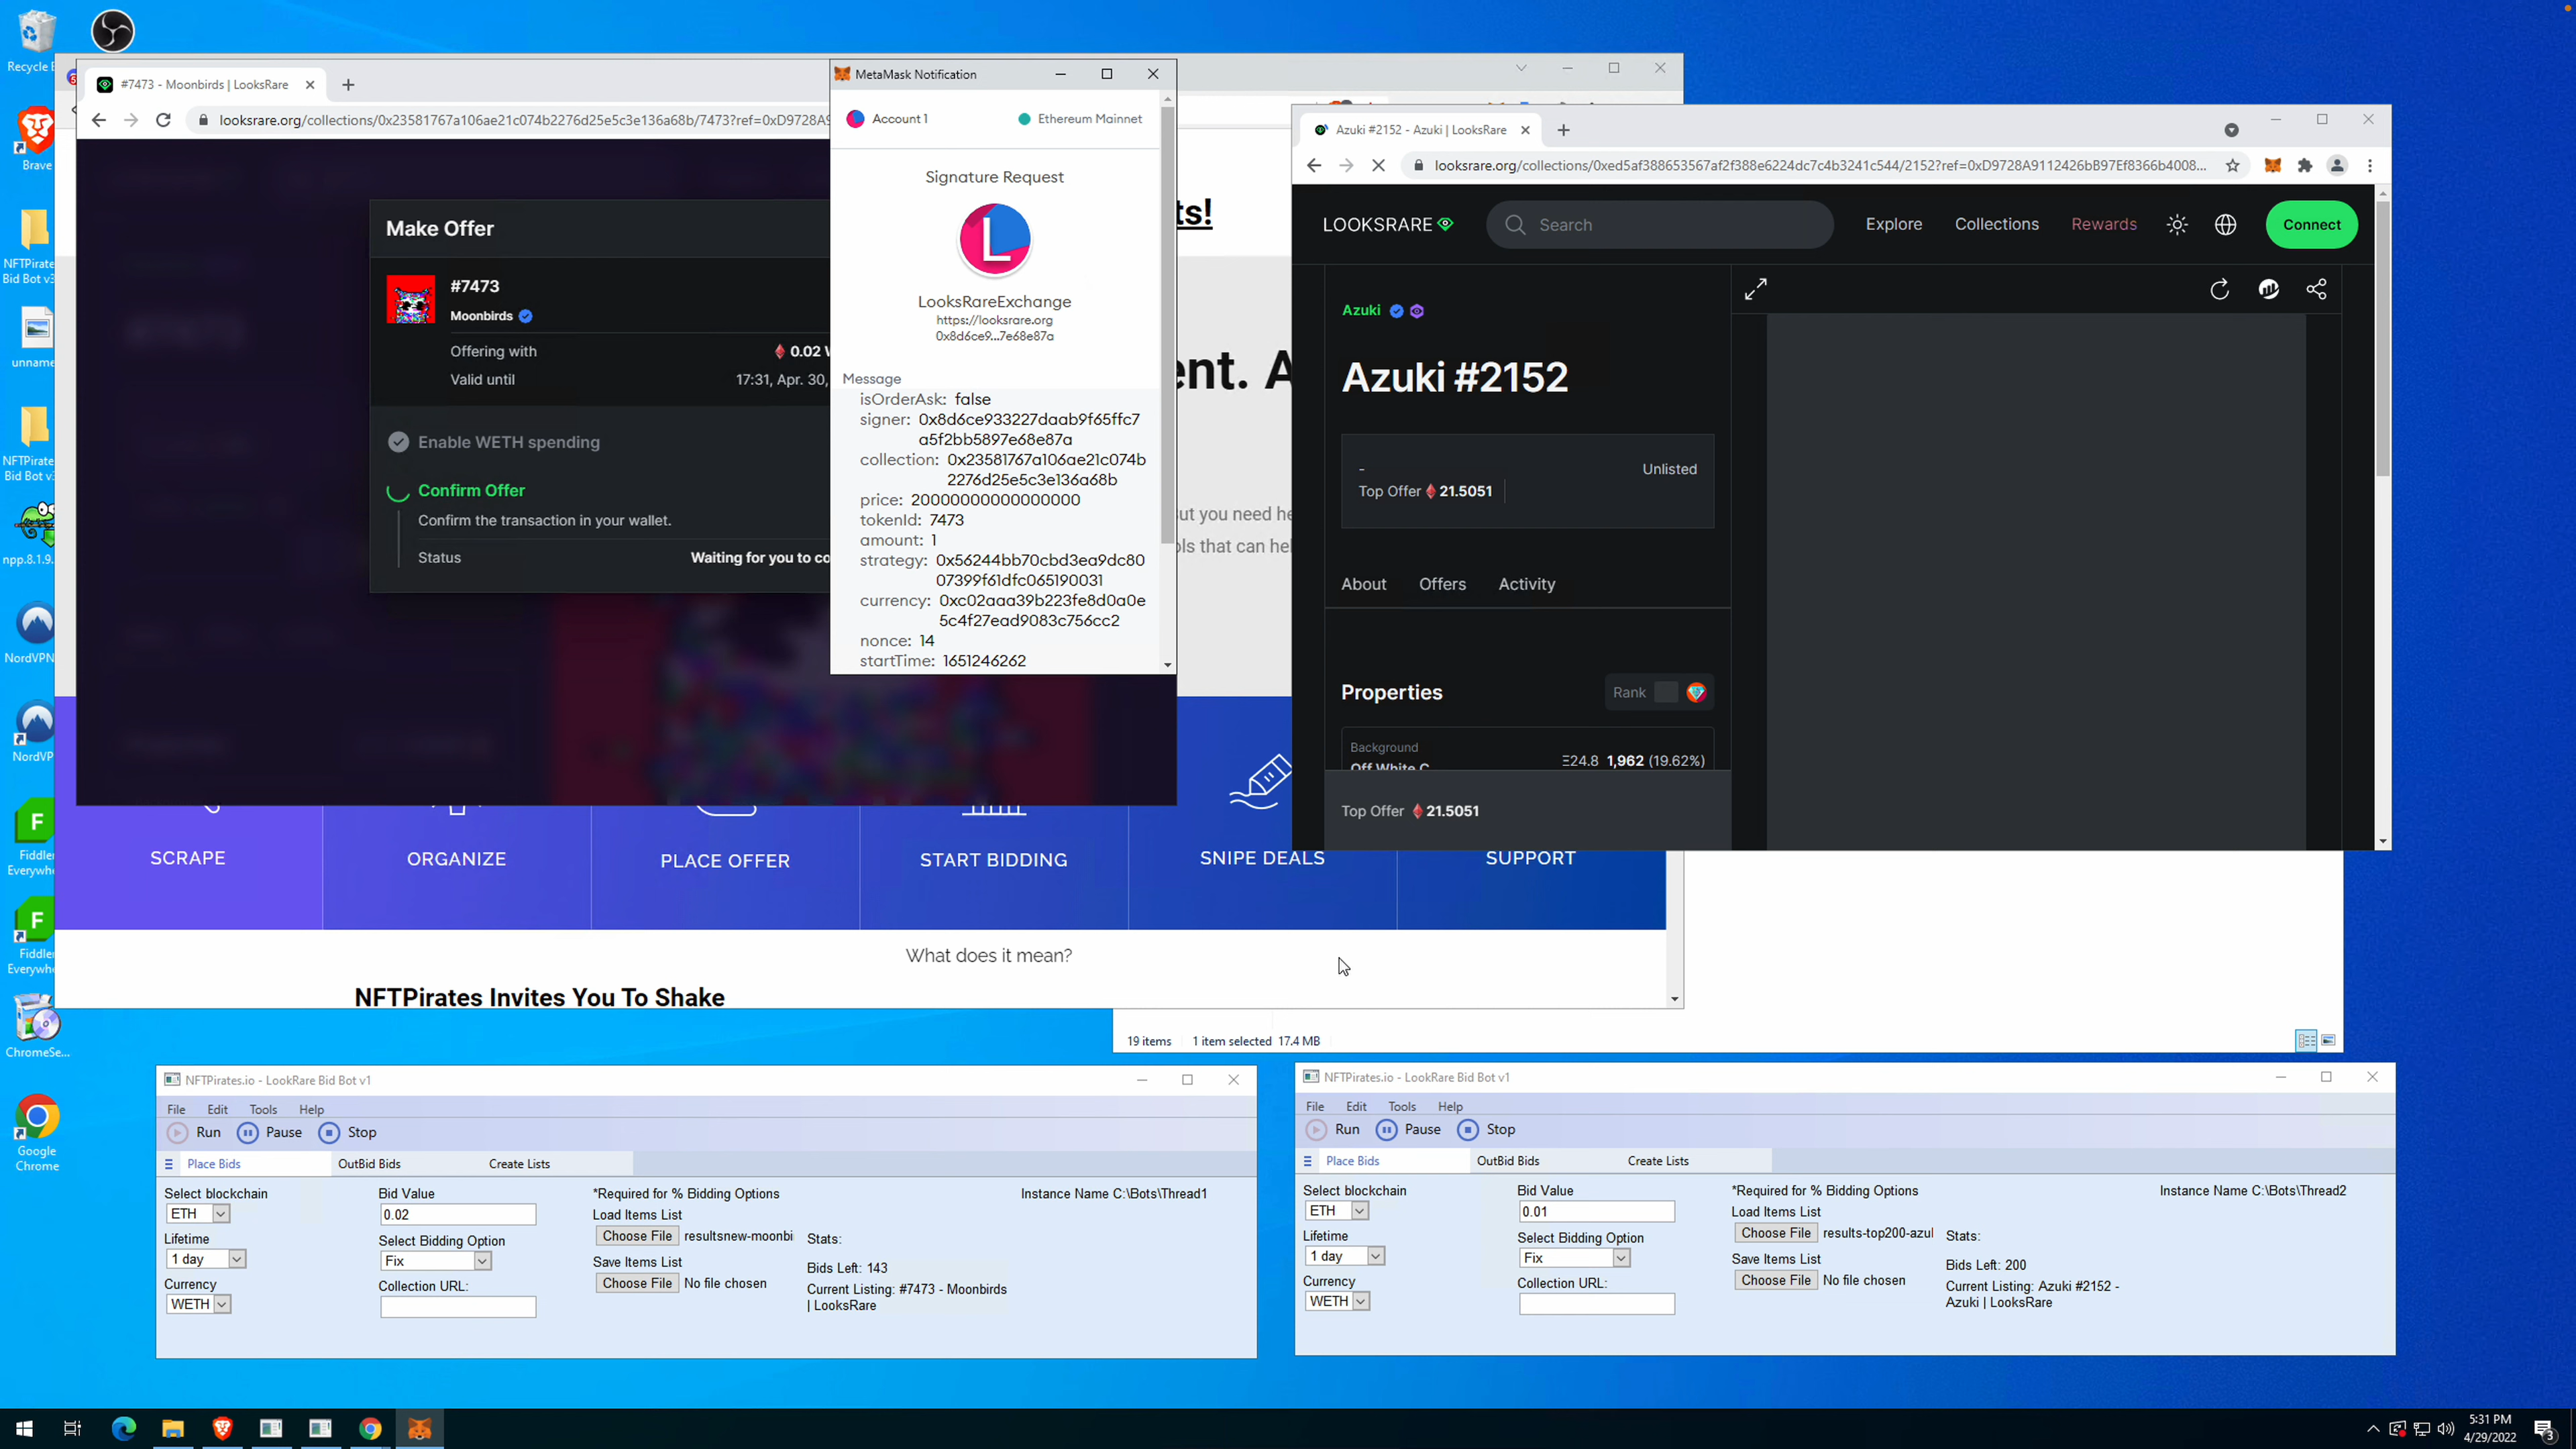 Recycle B
Brave
NFTPirate
Bid Bot v3
unname
NFTPirate
Bid Bot v3
npp.8.1.9.
NordVPN
NordVP
Fiddler
Everywhe
Fiddler
Everywhe
ChromeSe...
Google
Chrome
#7473 - Moonbirds | LooksRare
looksrare.org/collections/0x23581767a106ae21c074b2276d25e5c3e136a68b/7473?ref=0xD9728A9
Make Offer
#7473
Moonbirds
Offering with
0.02 W
Valid until
17:31, Apr. 30,
Enable WETH spending
Confirm Offer
Confirm the transaction in your wallet.
Status
Waiting for you to co
MetaMask Notification
Account 1
Ethereum Mainnet
Signature Request
L
LooksRareExchange
https://looksrare.org
0x8d6ce9...7e68e87a
Message
isOrderAsk: false
signer: 0x8d6ce933227daab9f65ffc7
a5f2bb5897e68e87a
collection: 0x23581767a106ae21c074b
2276d25e5c3e136a68b
price: 20000000000000000
tokenId: 7473
amount: 1
strategy: 0x56244bb70cbd3ea9dc80
07399f61dfc065190031
currency: 0xc02aaa39b223fe8d0a0e
5c4f27ead9083c756cc2
nonce: 14
startTime: 1651246262
ts!
ent. A
ut you need he
ols that can hel
Azuki #2152 - Azuki | LooksRare
looksrare.org/collections/0xed5af388653567af2f388e6224dc7c4b3241c544/2152?ref=0xD9728A9112426bB97Ef8366b4008...
LOOKSRARE
Search
Explore
Collections
Rewards
Connect
Azuki
Azuki #2152
-
Unlisted
Top Offer 21.5051
About
Offers
Activity
Properties
Rank
Background
Off White C
Ξ24.8 1,962 (19.62%)
Top Offer 21.5051
SCRAPE
ORGANIZE
PLACE OFFER
START BIDDING
SNIPE DEALS
SUPPORT
What does it mean?
NFTPirates Invites You To Shake
19 items
1 item selected 17.4 MB
NFTPirates.io - LookRare Bid Bot v1
File
Edit
Tools
Help
Run
Pause
Stop
Place Bids
OutBid Bids
Create Lists
Select blockchain
ETH
Lifetime
1 day
Currency
WETH
Bid Value
0.02
Select Bidding Option
Fix
Collection URL:
*Required for % Bidding Options
Load Items List
Choose File resultsnew-moonbi
Save Items List
Choose File No file chosen
Instance Name C:\Bots\Thread1
Stats:
Bids Left: 143
Current Listing: #7473 - Moonbirds
| LooksRare
NFTPirates.io - LookRare Bid Bot v1
File
Edit
Tools
Help
Run
Pause
Stop
Place Bids
OutBid Bids
Create Lists
Select blockchain
ETH
Lifetime
1 day
Currency
WETH
Bid Value
0.01
Select Bidding Option
Fix
Collection URL:
*Required for % Bidding Options
Load Items List
Choose File results-top200-azul
Save Items List
Choose File No file chosen
Instance Name C:\Bots\Thread2
Stats:
Bids Left: 200
Current Listing: Azuki #2152 -
Azuki | LooksRare
5:31 PM
4/29/2022
3